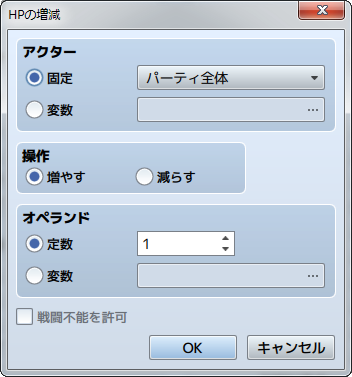 HPの増減
アクター
固定
パーティ全体
変数
...
操作
増やす
減らす
オペランド
定数
1
変数
...
戦闘不能を許可
OK
キャンセル